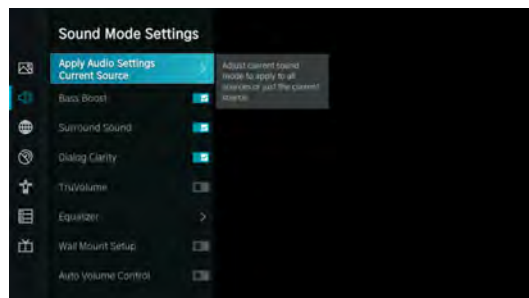 Sound Mode Settings
Apply Audio Settings
Current Source
Adjust current sound
mode to apply to all
sources or just the current
source.
Bass Boost
Surround Sound
Dialog Clarity
TruVolume
Equalizer
Wall Mount Setup
Auto Volume Control